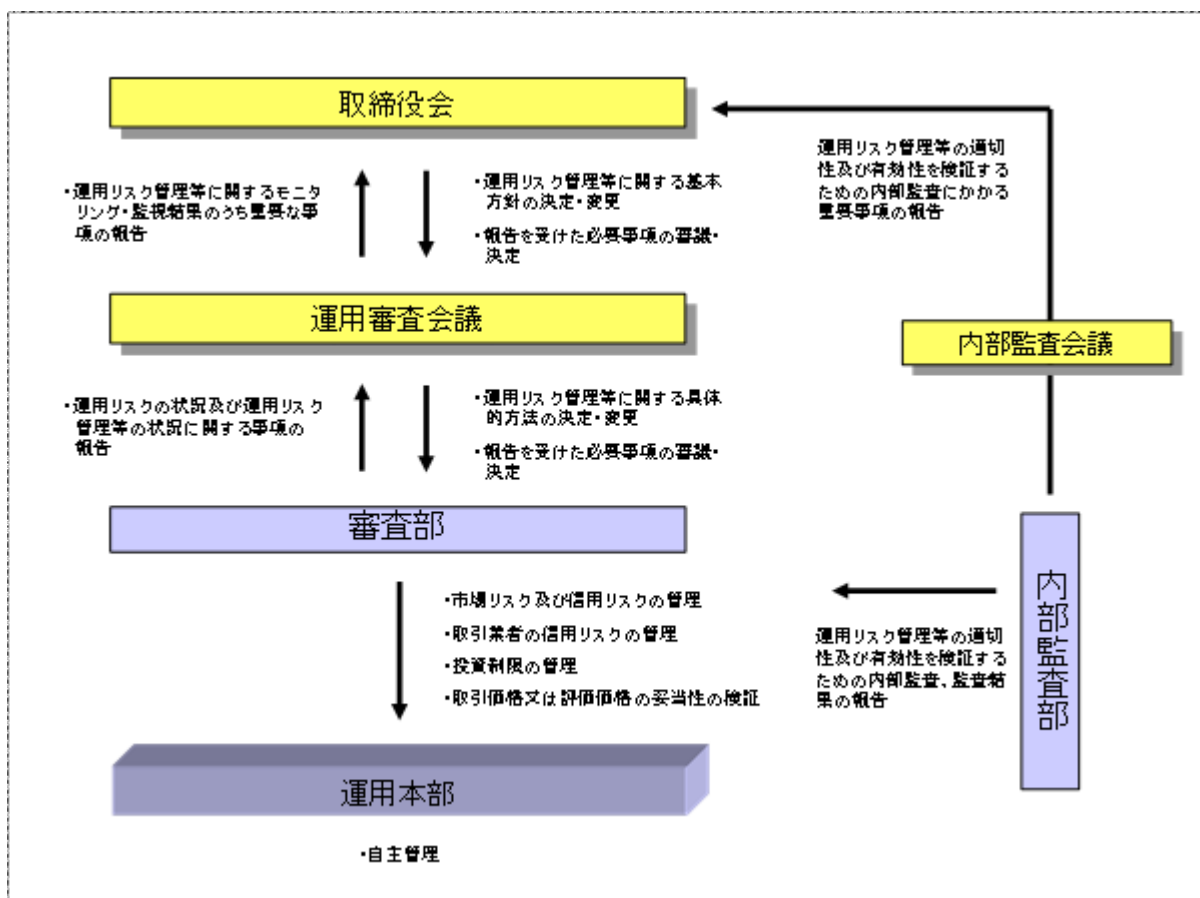 取締役会
・運用リスク管理等に関するモニ
タリング・監視結果のうち重要な事
項の報告
・運用リスク管理等に関する基本
方針の決定・変更
・報告を受けた必要事項の審議・
決定
運用リスク管理等の適切
性及び有効性を検証する
ための内部監査にかかる
重要事項の報告
運用審査会議
内部監査会議
・運用リスクの状況及び運用リスク
管理等の状況に関する事項の
報告
・運用リスク管理等に関する具体
的方法の決定・変更
・報告を受けた必要事項の審議・
決定
審査部
・市場リスク及び信用リスクの管理
・取引業者の信用リスクの管理
・投資制限の管理
・取引価格又は評価価格の妥当性の検証
運用リスク管理等の適切
性及び有効性を検証する
ための内部監査、監査結
果の報告
内部監査部
運用本部
・自主管理